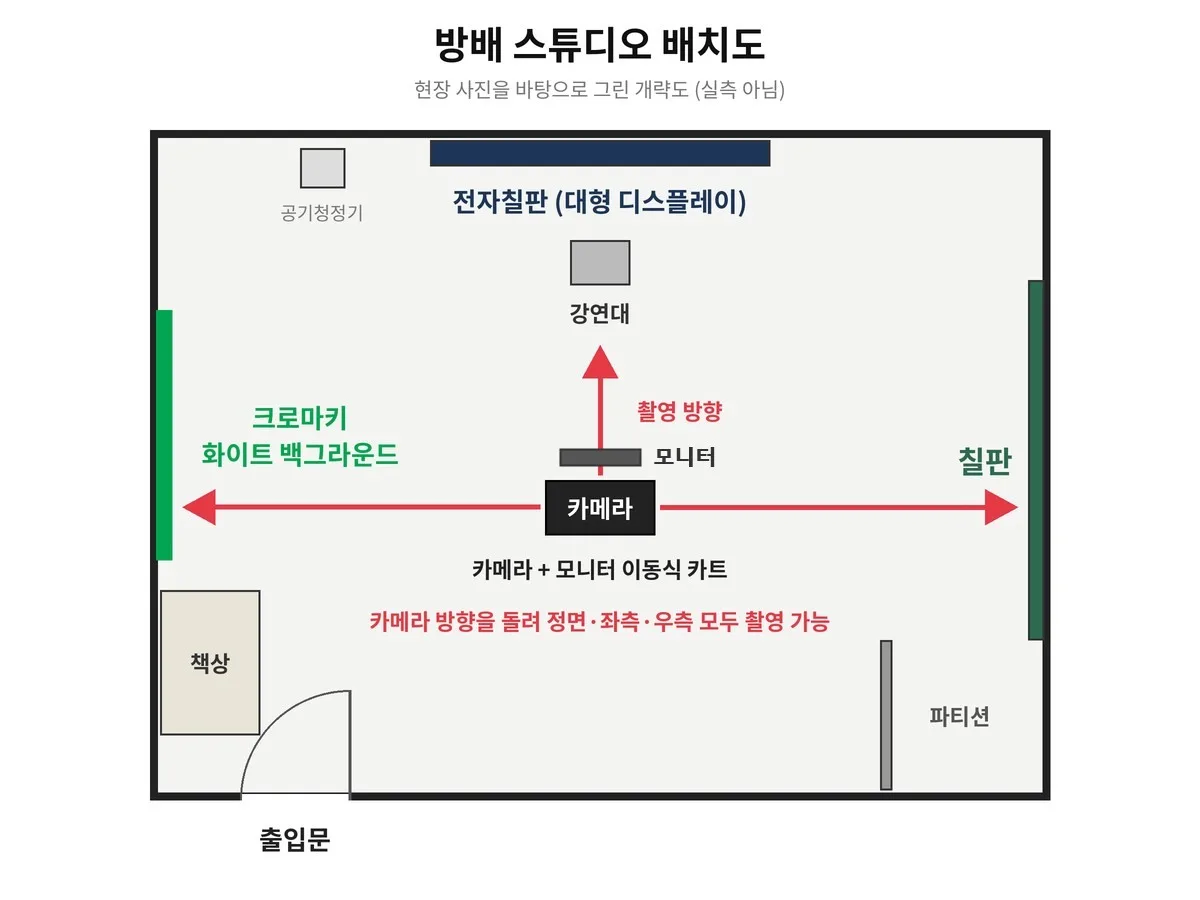 방배 스튜디오 배치도
현장 사진을 바탕으로 그린 개략도 (실측 아님)
공기청정기
전자칠판 (대형 디스플레이)
강연대
촬영 방향
크로마키
화이트 백그라운드
모니터
칠판
카메라
카메라 + 모니터 이동식 카트
카메라 방향을 돌려 정면·좌측·우측 모두 촬영 가능
책상
파티션
출입문